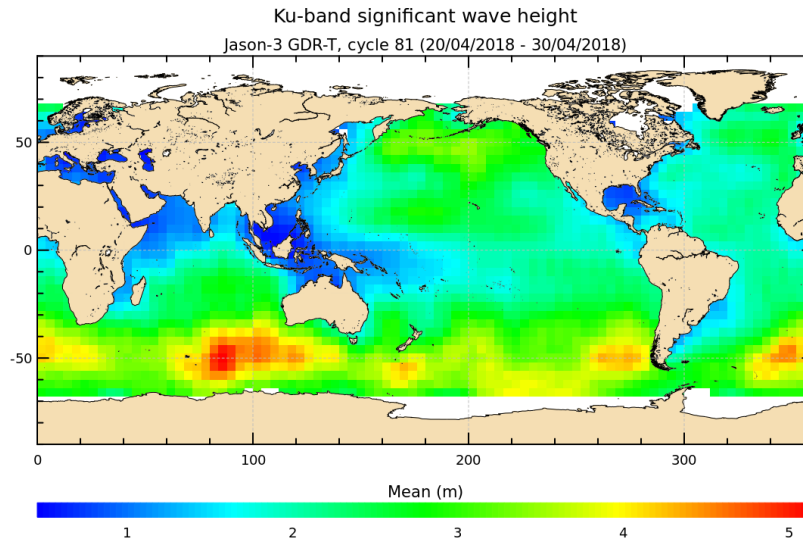 Ku-band significant wave height
Jason-3 GDR-T, cycle 81 (20/04/2018 - 30/04/2018)
50
0
-50
0 100 200 300
Mean (m)
1 2 3 4 5